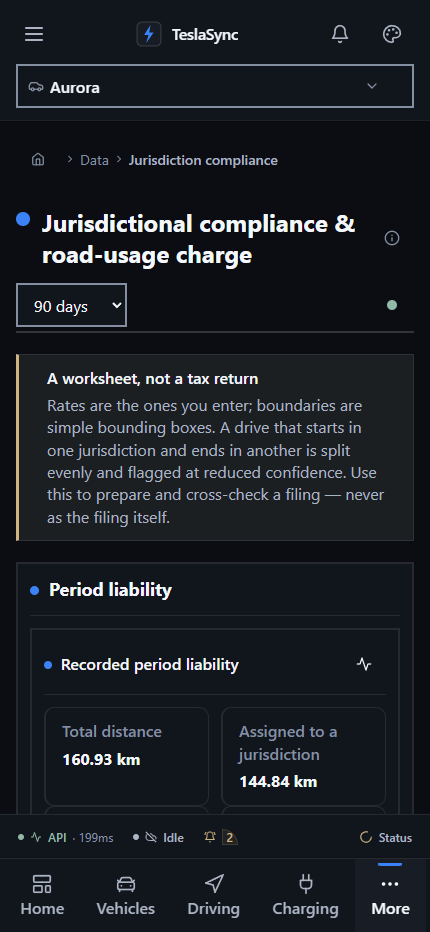 TeslaSync
Aurora
Data
Jurisdiction compliance
Jurisdictional compliance &
road-usage charge
90 days
A worksheet, not a tax return
Rates are the ones you enter; boundaries are
simple bounding boxes. A drive that starts in
one jurisdiction and ends in another is split
evenly and flagged at reduced confidence. Use
this to prepare and cross-check a filing — never
as the filing itself.
Period liability
Recorded period liability
Total distance
160.93 km
Assigned to a
jurisdiction
144.84 km
API · 199ms
Idle
2
Status
Home
Vehicles
Driving
Charging
More